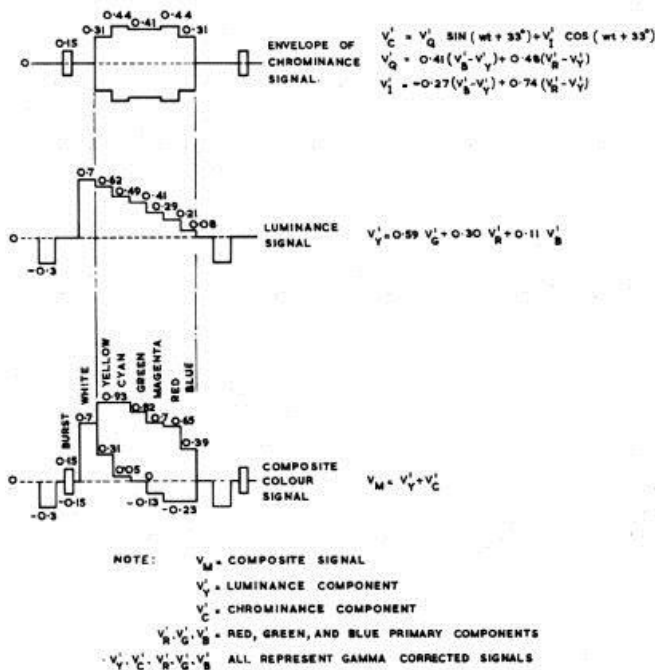 0.44 0.44
0.31 0.41 0.31
0.15
0
ENVELOPE OF
CHROMINANCE
SIGNAL.
V'C = V'Q SIN (wt + 33°) + V'I COS (wt + 33°)
V'Q = 0.41 (V'B - V'Y) + 0.48 (V'R - V'Y)
V'I = -0.27 (V'B - V'Y) + 0.74 (V'R - V'Y)
0.7 0.62
0.49 0.41
0.29 0.21
0.08
0
-0.3
LUMINANCE
SIGNAL
V'Y = 0.59 V'G + 0.30 V'R + 0.11 V'B
BURST
WHITE
YELLOW
CYAN
GREEN
MAGENTA
RED
BLUE
0.93
0.82
0.7 0.7 0.65
0.31 0.39
0.15 0.05 0
0
-0.15 -0.13 -0.23
-0.3
COMPOSITE
COLOUR
SIGNAL
VM = V'Y + V'C
NOTE: VM = COMPOSITE SIGNAL
V'Y = LUMINANCE COMPONENT
V'C = CHROMINANCE COMPONENT
V'R, V'G, V'B = RED, GREEN, AND BLUE PRIMARY COMPONENTS
V'Y, V'C, V'R, V'G, V'B ALL REPRESENT GAMMA CORRECTED SIGNALS